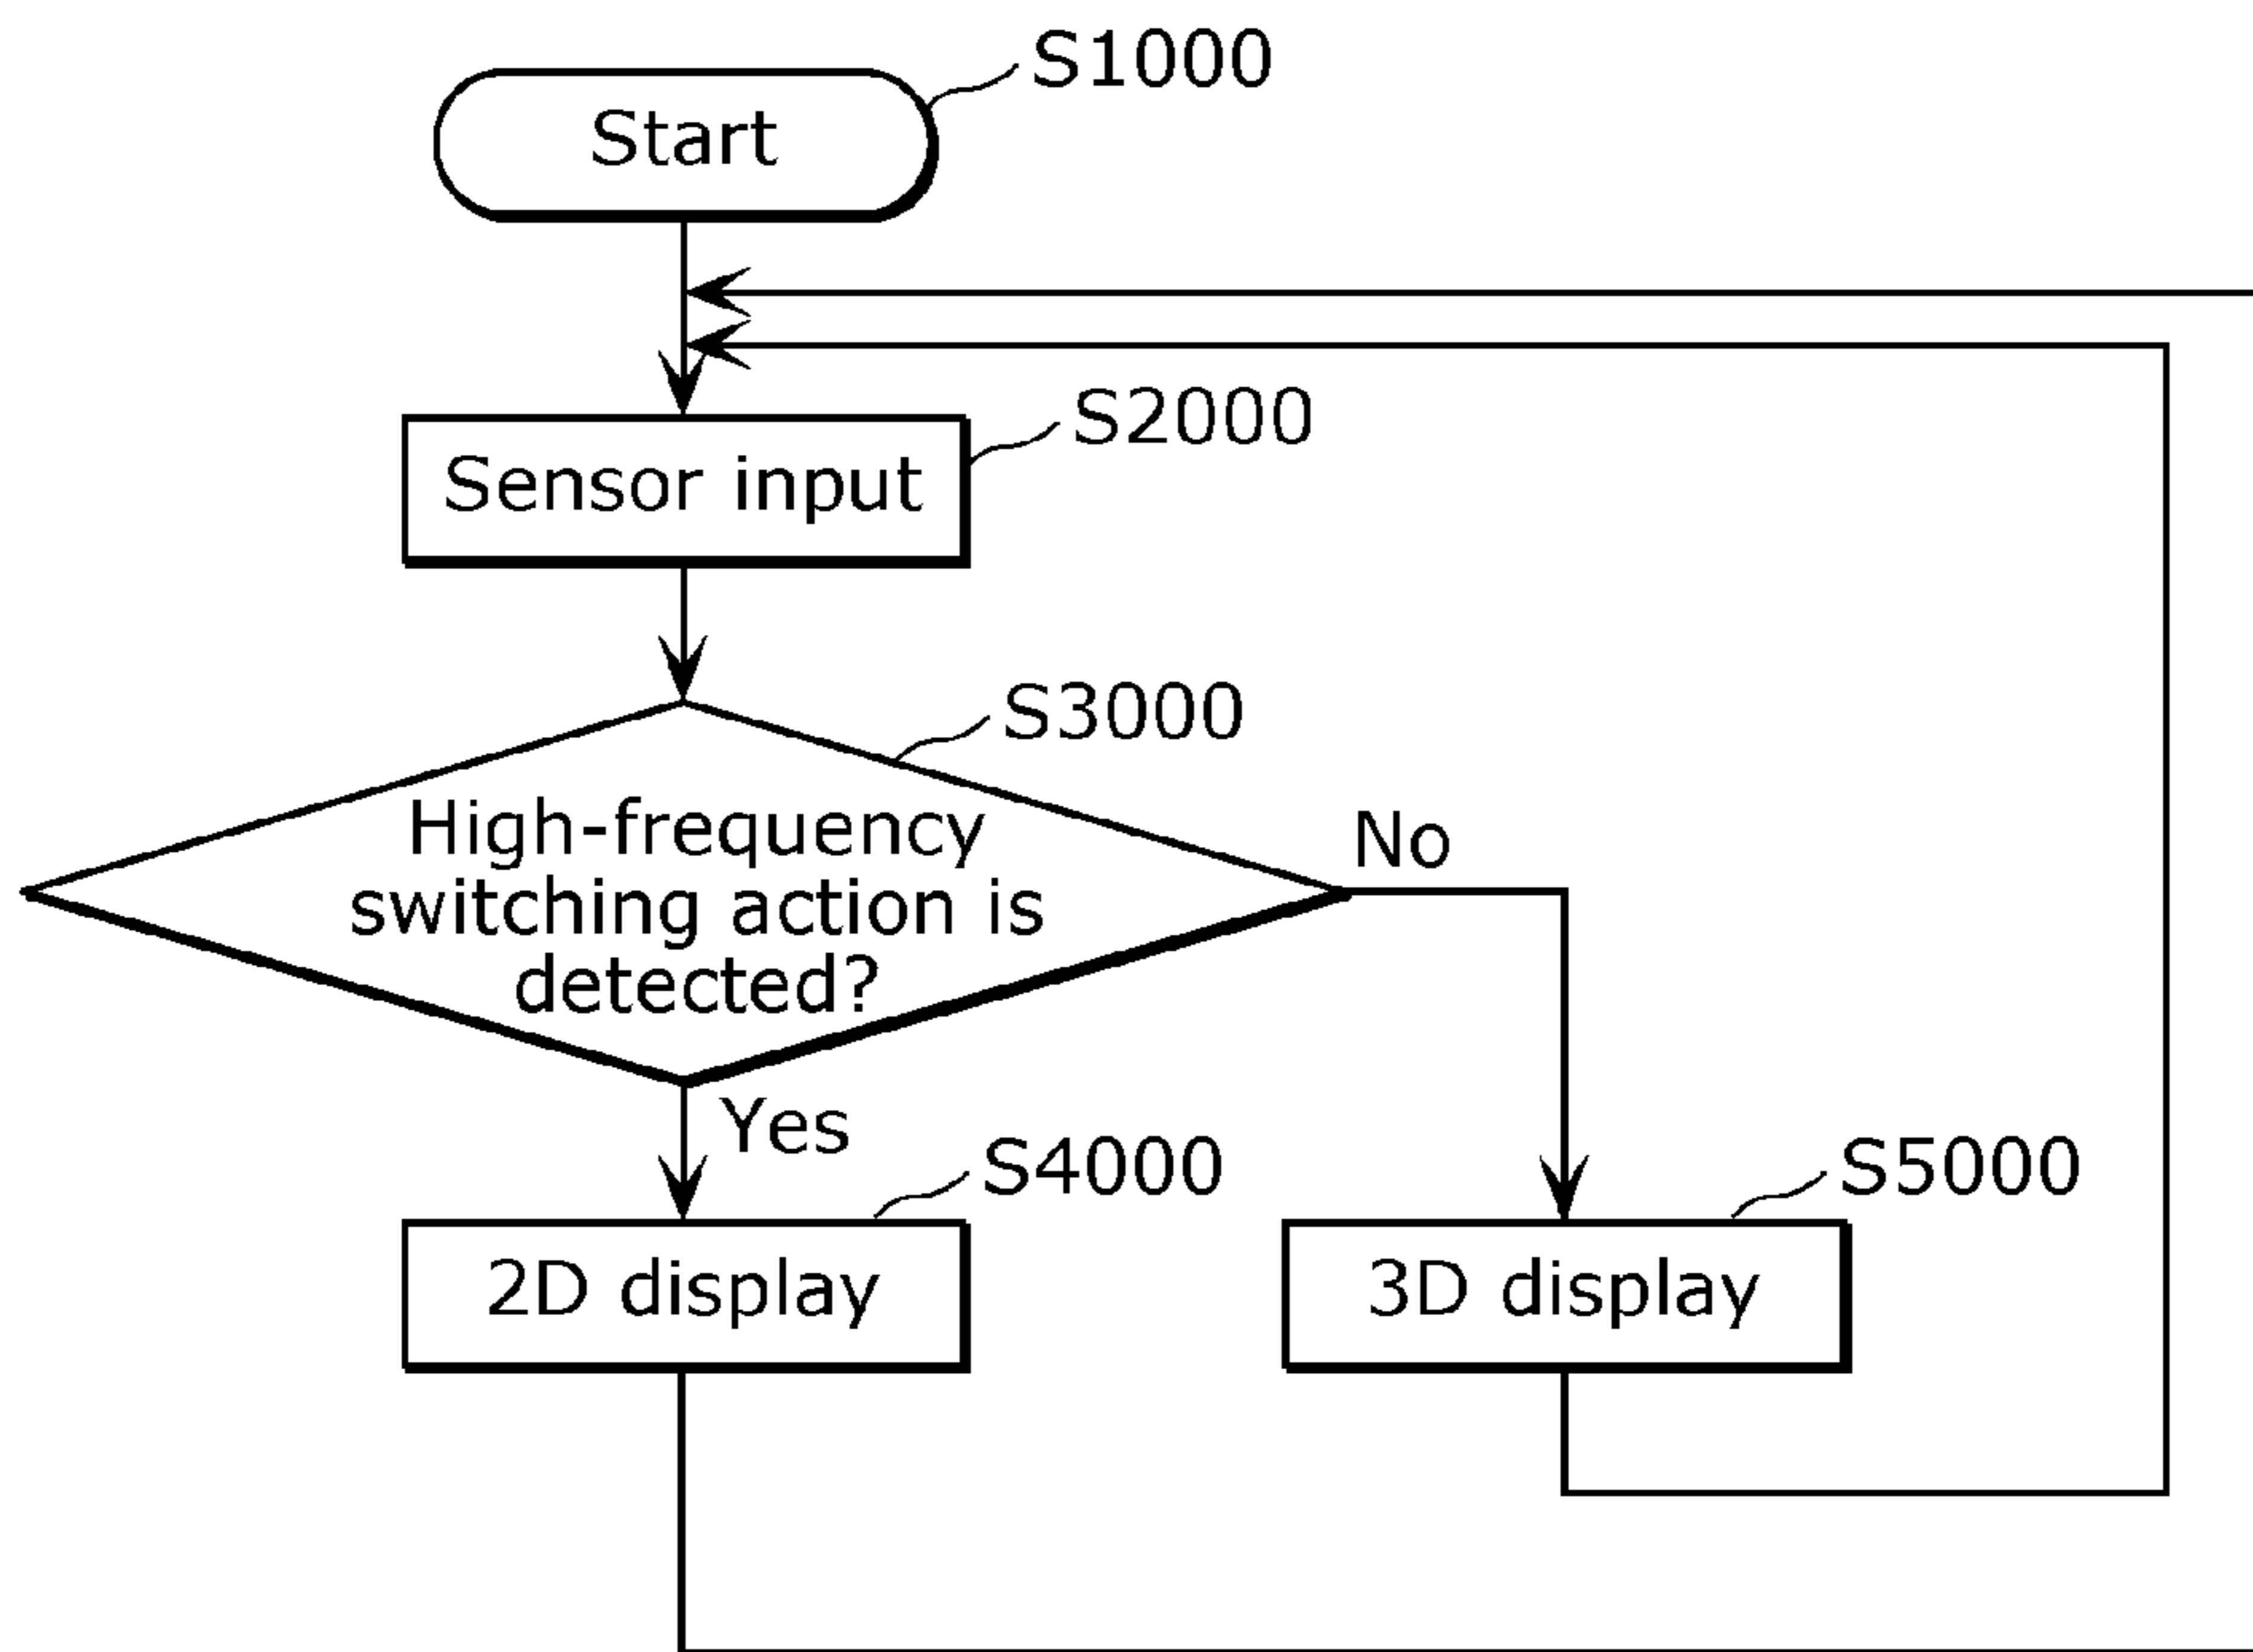 S1000
Start
S2000
Sensor input
S3000
High-frequency
switching action is
detected?
No
Yes
S4000
S5000
2D display
3D display